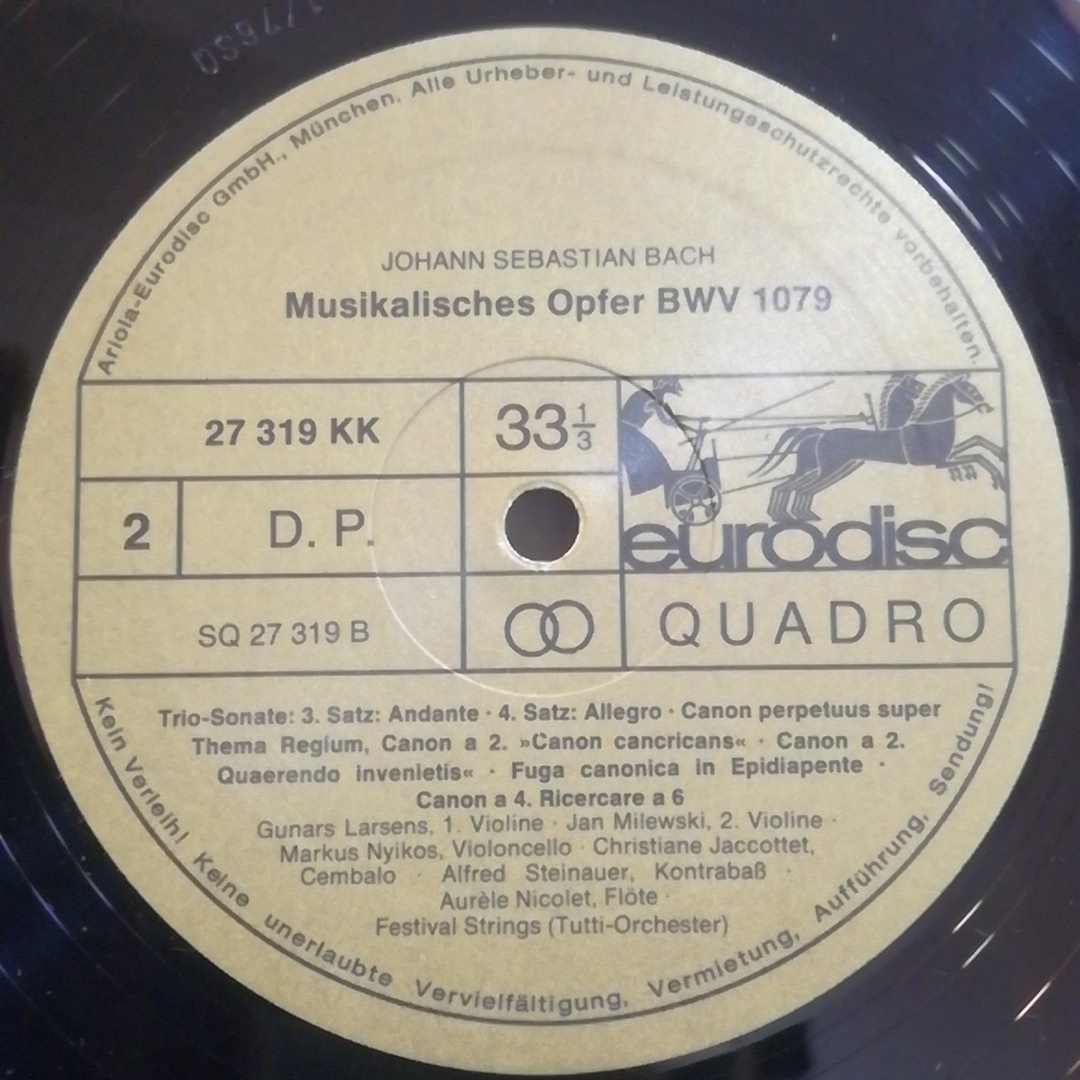 Ariola-Eurodisc GmbH., München. Alle Urheber- und Leistungsschutzrechte vorbehalten.
JOHANN SEBASTIAN BACH
Musikalisches Opfer BWV 1079
27 319 KK
33 1/3
2
D. P.
eurodisc
SQ 27 319 B
QUADRO
Trio-Sonate: 3. Satz: Andante · 4. Satz: Allegro · Canon perpetuus super
Thema Regium, Canon a 2. »Canon cancricans« · Canon a 2.
Quaerendo invenietis« · Fuga canonica in Epidiapente ·
Canon a 4. Ricercare a 6
Gunars Larsens, 1. Violine · Jan Milewski, 2. Violine ·
Markus Nyikos, Violoncello · Christiane Jaccottet,
Cembalo · Alfred Steinauer, Kontrabaß ·
Aurèle Nicolet, Flöte ·
Festival Strings (Tutti-Orchester)
Kein Verleih! Keine unerlaubte Vervielfältigung, Vermietung, Aufführung, Sendung!